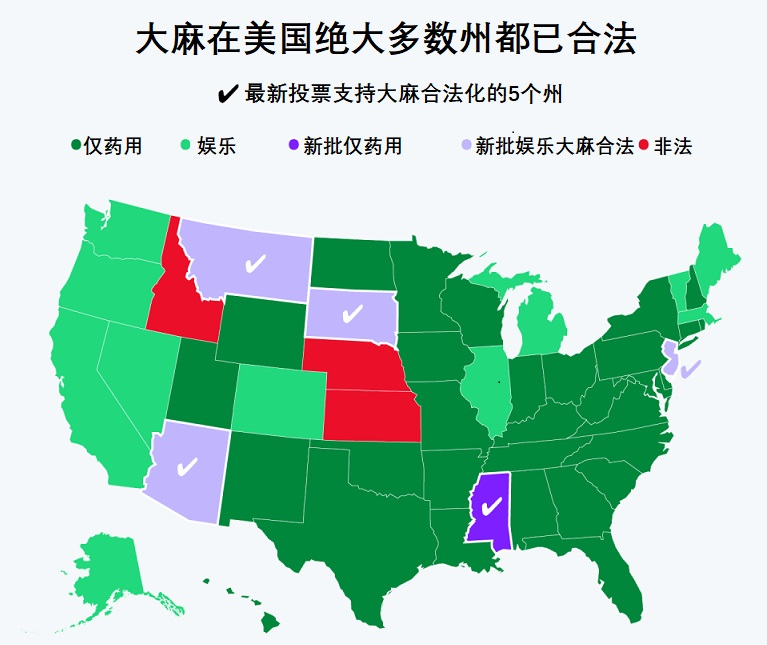 大麻在美国绝大多数州都已合法
✔ 最新投票支持大麻合法化的5个州
仅药用 娱乐 新批仅药用 新批娱乐大麻合法 非法